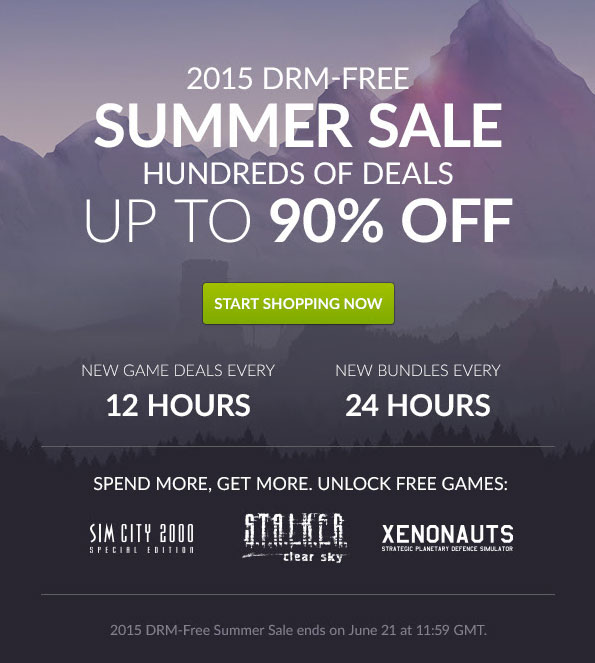 2015 DRM-FREE
SUMMER SALE
HUNDREDS OF DEALS
UP TO 90% OFF
START SHOPPING NOW
NEW GAME DEALS EVERY
12 HOURS
NEW BUNDLES EVERY
24 HOURS
SPEND MORE, GET MORE. UNLOCK FREE GAMES:
SIM CITY 2000
SPECIAL EDITION
S.T.A.L.K.E.R.
clear sky
XENONAUTS
STRATEGIC PLANETARY DEFENCE SIMULATOR
2015 DRM-Free Summer Sale ends on June 21 at 11:59 GMT.